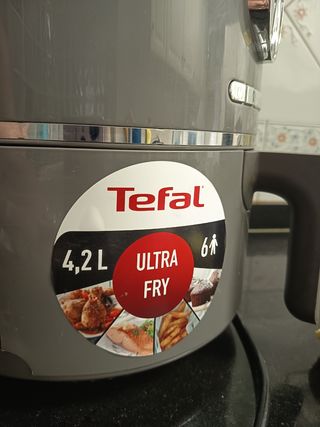 Tefal
4,2 L
ULTRA
FRY
6